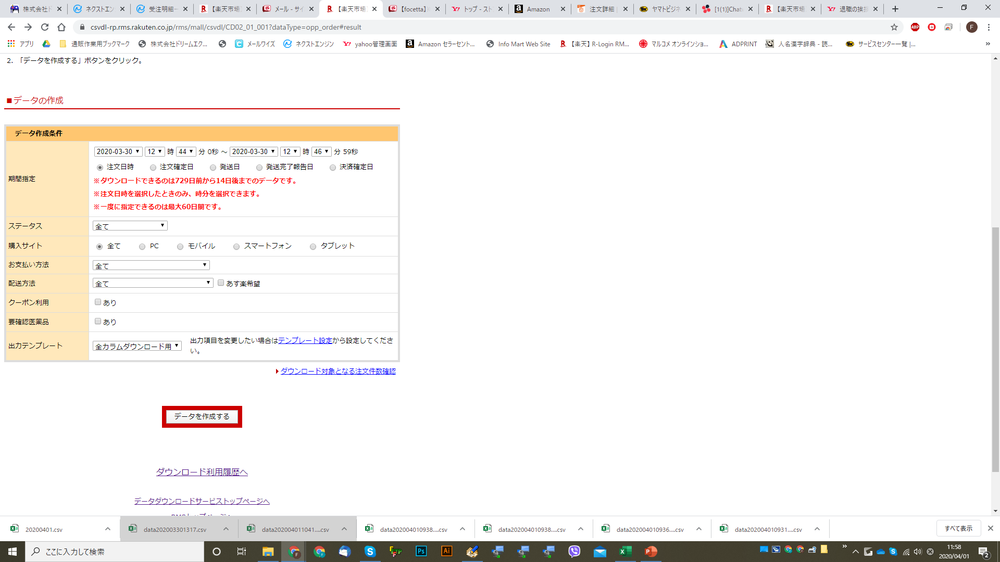 株式会社ド
ネクストエン
受注明細一
【楽天市場
メール - サイ
【楽天市場
【focetta】
トップ - スト
Amazon
注文詳細 |
ヤマトビジネ
[1(1)]Chatw
【楽天市場
退職の挨拶
csvdl-rp.rms.rakuten.co.jp/rms/mall/csvdl/CD02_01_001?dataType=opp_order#result
ABP
F
アプリ
通販作業用ブックマーク
株式会社ドリームエク...
メールワイズ
ネクストエンジン
yahoo管理画面
Amazon セラーセント...
Info Mart Web Site
【楽天】 R-Login RM...
マルコメ オンラインショ...
ADPRINT
人名漢字辞典 - 読...
サービスセンター一覧 |...
»
2. 「データを作成する」ボタンをクリック。
■データの作成
データ作成条件
期間指定
2020-03-30 12 時 44 分 0秒 ～ 2020-03-30 12 時 46 分 59秒
注文日時 注文確定日 発送日 発送完了報告日 決済確定日
※ダウンロードできるのは729日前から14日後までのデータです。
※注文日時を選択したときのみ、時分を選択できます。
※一度に指定できるのは最大60日間です。
ステータス 全て
購入サイト 全て PC モバイル スマートフォン タブレット
お支払い方法 全て
配送方法 全て あす楽希望
クーポン利用 あり
要確認医薬品 あり
出力テンプレート 全カラムダウンロード用 出力項目を変更したい場合はテンプレート設定から設定してくださ
い。
ダウンロード対象となる注文件数確認
データを作成する
ダウンロード利用履歴へ
データダウンロードサービストップページへ
RMSトップページへ
20200401.csv
data202003301317.csv
data202004011041....csv
data202004010938....csv
data202004010938....csv
data202004010936....csv
data202004010931....csv
すべて表示
ここに入力して検索
Ps
Ai
11:58
2020/04/01
2